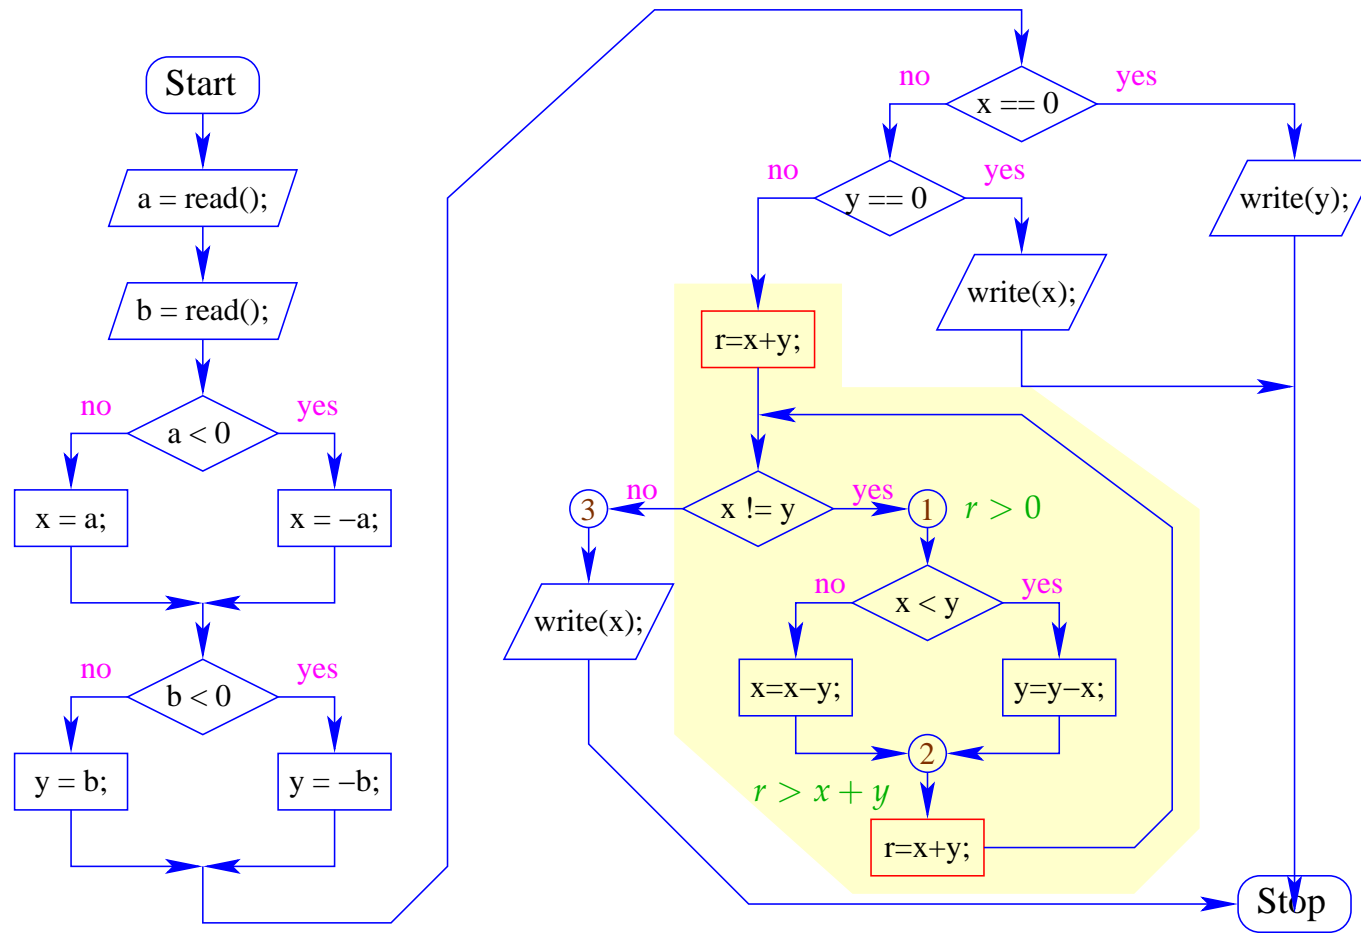 Start
a = read();
b = read();
a < 0
no
yes
x = a;
x = −a;
b < 0
no
yes
y = b;
y = −b;
x == 0
no
yes
write(y);
y == 0
no
yes
write(x);
r=x+y;
x != y
no
yes
3
1
r > 0
write(x);
x < y
no
yes
x=x−y;
y=y−x;
2
r > x + y
r=x+y;
Stop